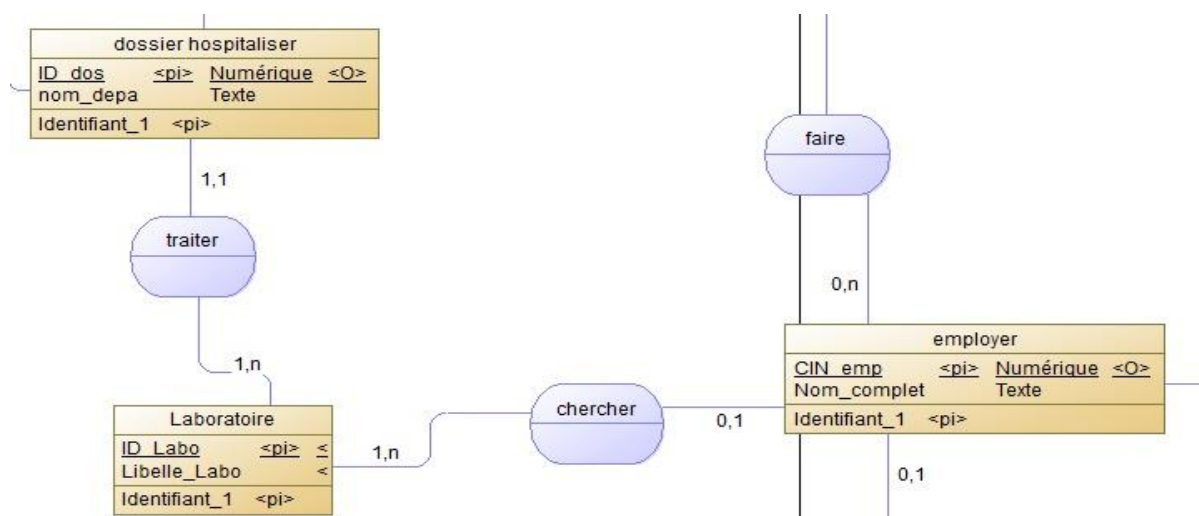 dossier hospitaliser
ID_dos <pi> Numérique <O>
nom_depa Texte
Identifiant_1 <pi>
1,1
traiter
1,n
Laboratoire
ID_Labo <pi> <
Libelle_Labo <
Identifiant_1 <pi>
1,n
chercher
0,1
faire
0,n
employer
CIN_emp <pi> Numérique <O>
Nom_complet Texte
Identifiant_1 <pi>
0,1